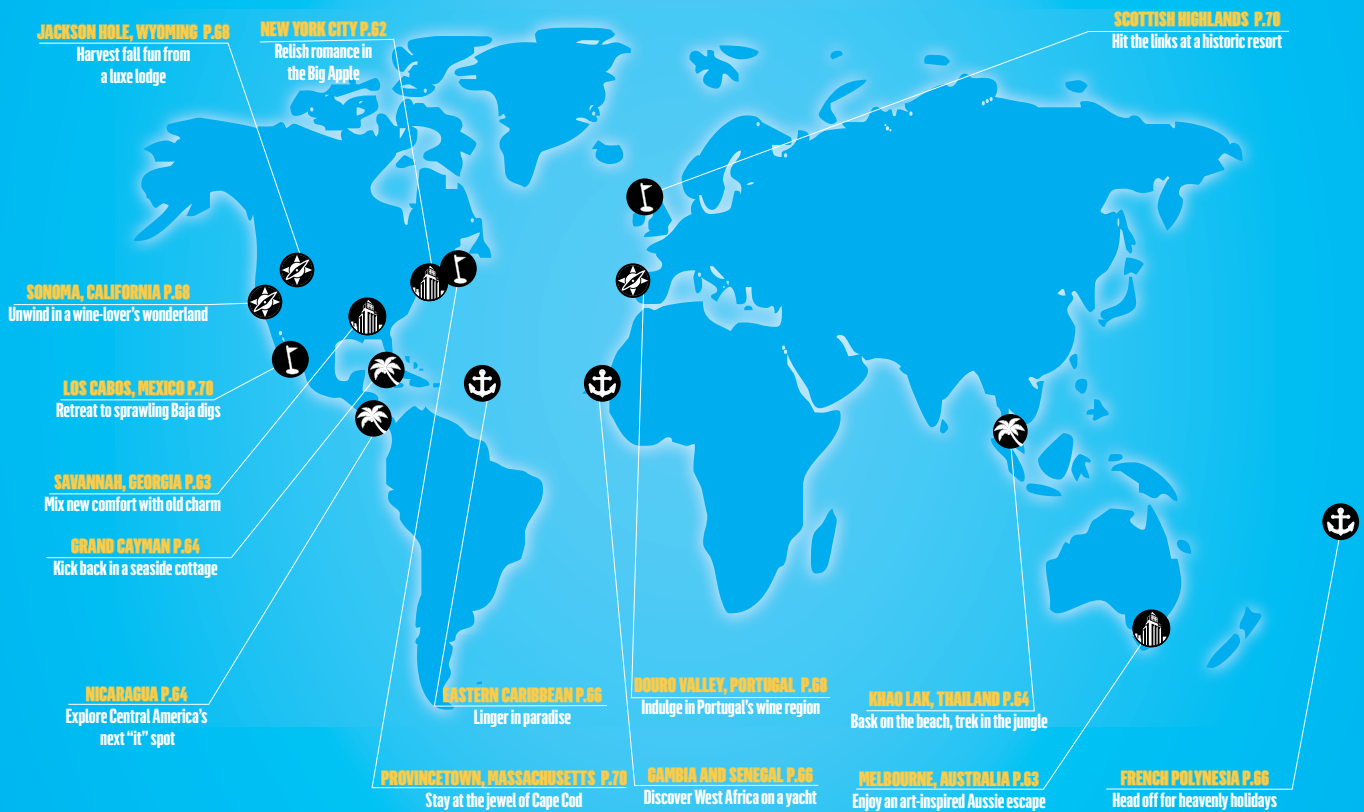 JACKSON HOLE, WYOMING P.68
Harvest fall fun from
a luxe lodge
NEW YORK CITY P.62
Relish romance in
the Big Apple
SCOTTISH HIGHLANDS P.70
Hit the links at a historic resort
SONOMA, CALIFORNIA P.68
Unwind in a wine-lover's wonderland
LOS CABOS, MEXICO P.70
Retreat to sprawling Baja digs
SAVANNAH, GEORGIA P.63
Mix new comfort with old charm
GRAND CAYMAN P.64
Kick back in a seaside cottage
NICARAGUA P.64
Explore Central America's
next “it” spot
EASTERN CARIBBEAN P.66
Linger in paradise
DOURO VALLEY, PORTUGAL P.68
Indulge in Portugal's wine region
KHAO LAK, THAILAND P.64
Bask on the beach, trek in the jungle
PROVINCETOWN, MASSACHUSETTS P.70
Stay at the jewel of Cape Cod
GAMBIA AND SENEGAL P.66
Discover West Africa on a yacht
MELBOURNE, AUSTRALIA P.63
Enjoy an art-inspired Aussie escape
FRENCH POLYNESIA P.66
Head off for heavenly holidays